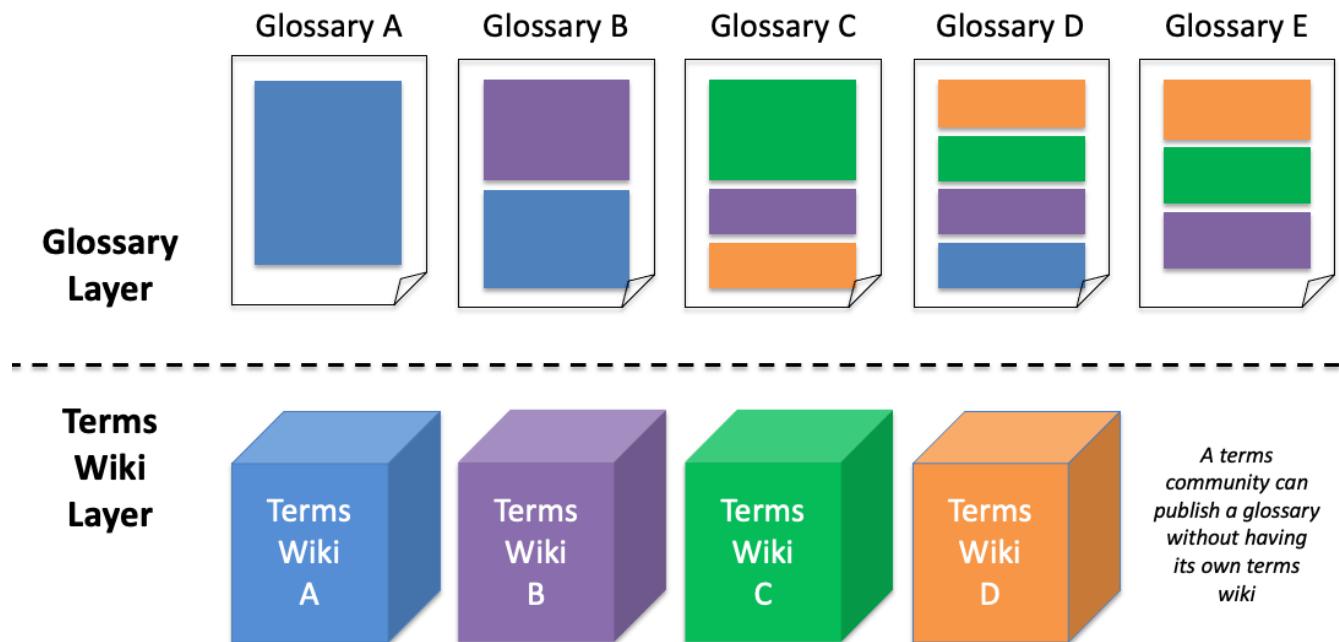 Glossary A
Glossary B
Glossary C
Glossary D
Glossary E
Glossary
Layer
Terms
Wiki
Layer
Terms
Wiki
A
Terms
Wiki
B
Terms
Wiki
C
Terms
Wiki
D
A terms
community can
publish a glossary
without having
its own terms
wiki